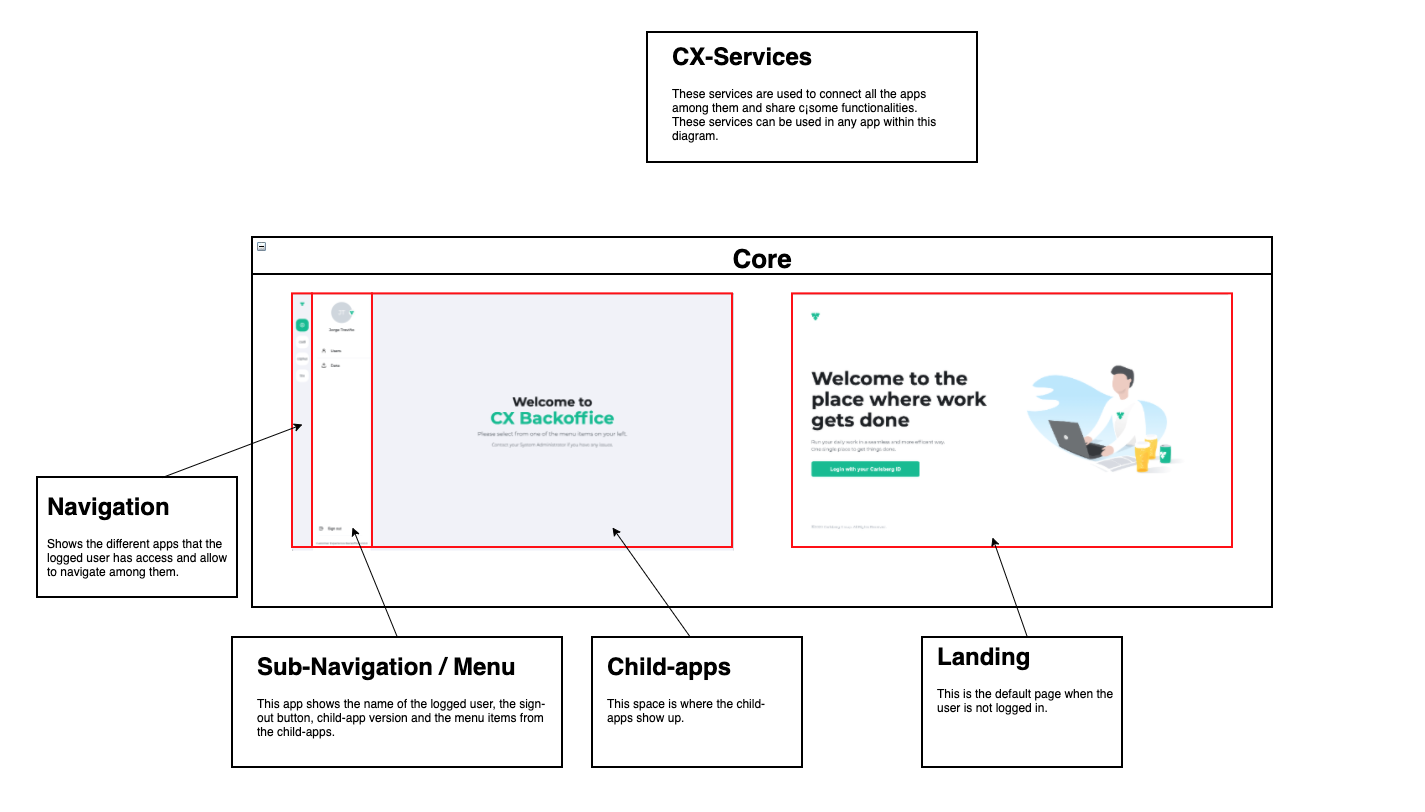 CX-Services
These services are used to connect all the apps
among them and share c¡some functionalities.
These services can be used in any app within this
diagram.
Core
Users
Sign out
Welcome to
CX Backoffice
Please select from one of the menu items on your left.
Contact your System Administrator if you have any issues.
Welcome to the
place where work
gets done
Run your daily work in a seamless and more efficient way.
One single place to get things done.
Login with your Carlsberg ID
Navigation
Shows the different apps that the
logged user has access and allow
to navigate among them.
Sub-Navigation / Menu
This app shows the name of the logged user, the sign-
out button, child-app version and the menu items from
the child-apps.
Child-apps
This space is where the child-
apps show up.
Landing
This is the default page when the
user is not logged in.